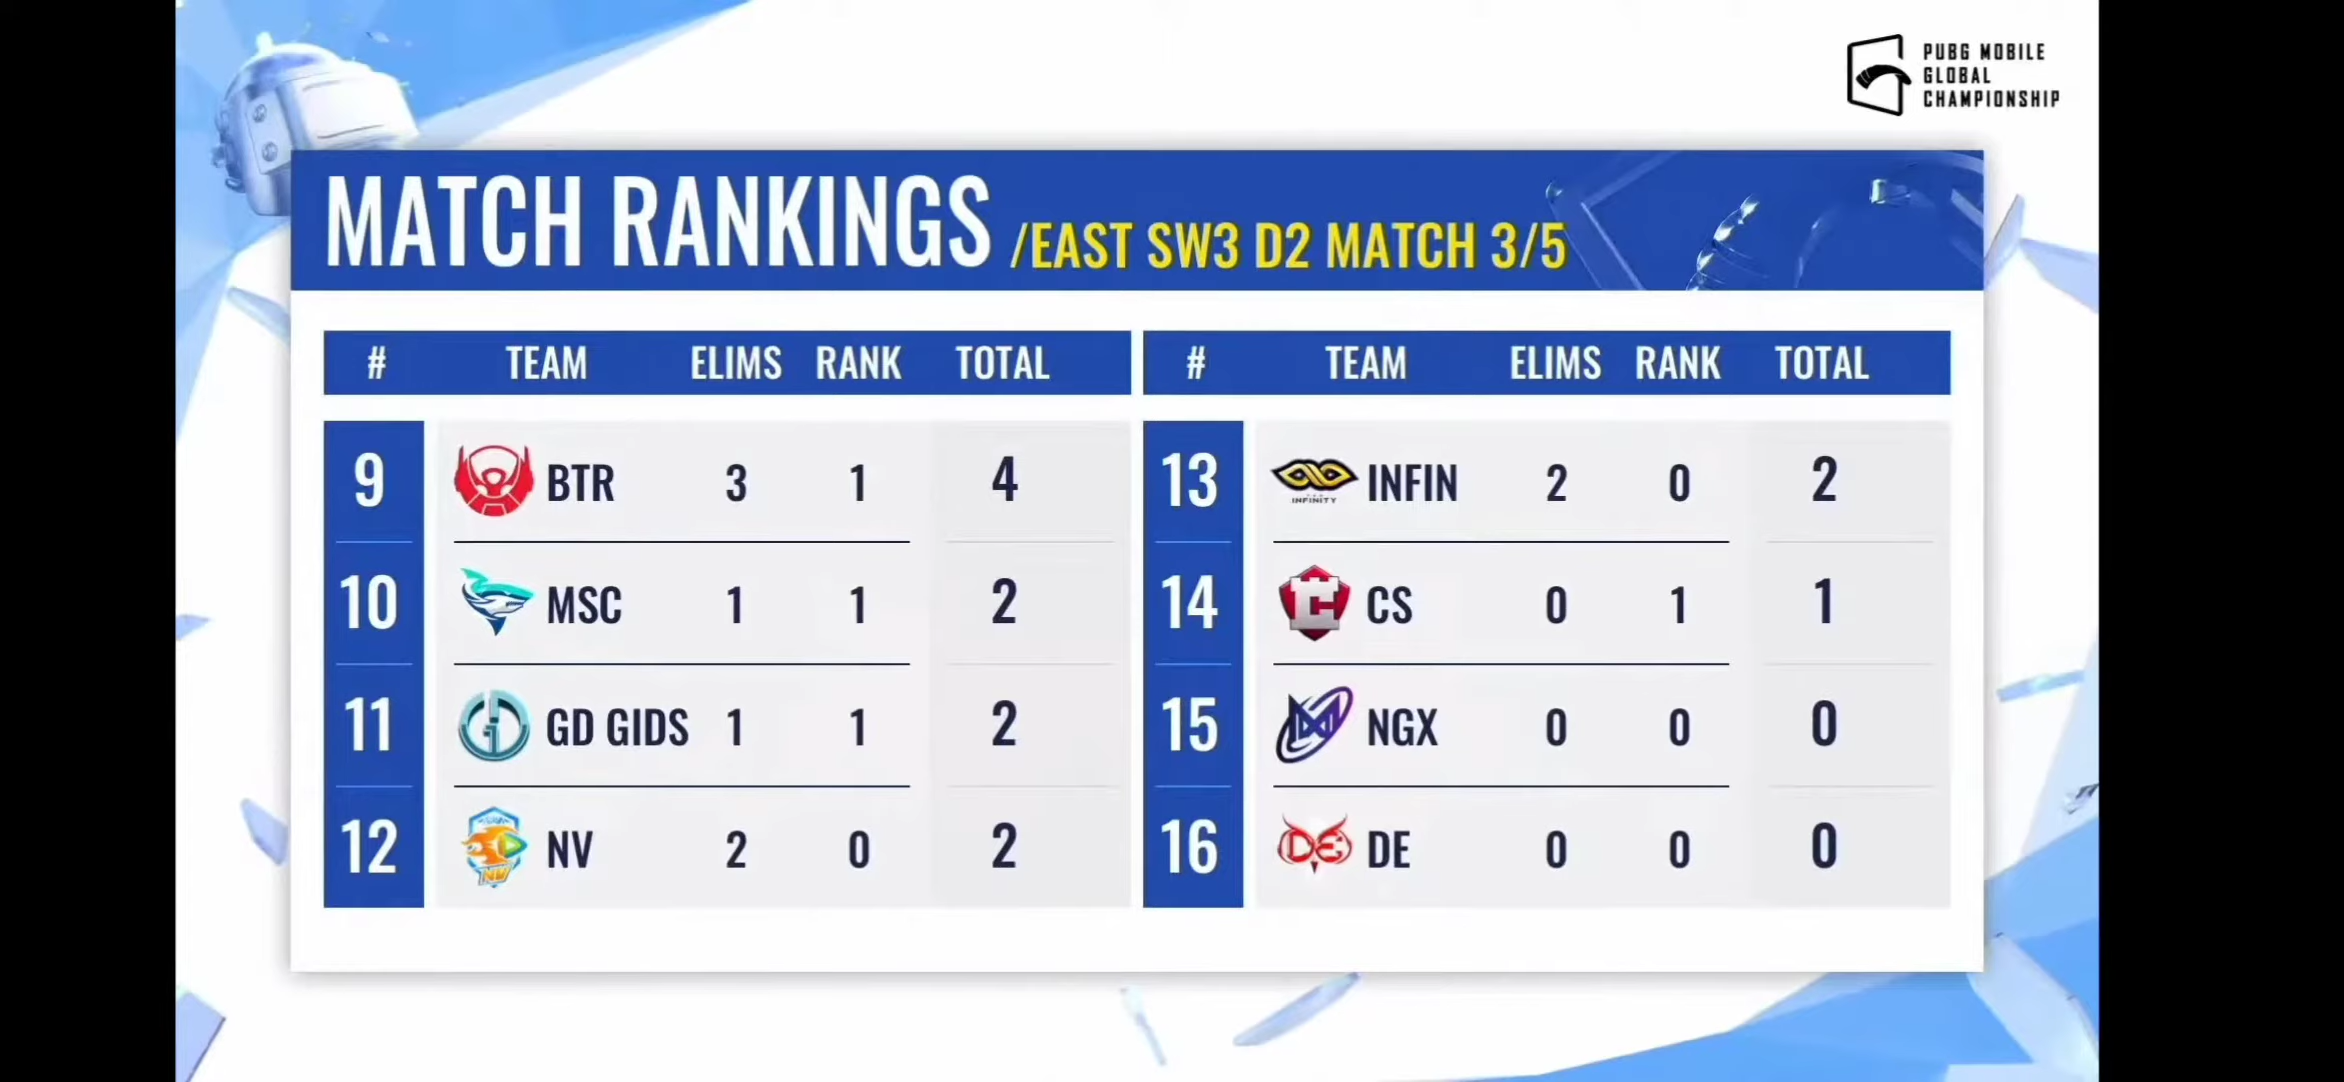 PUBG MOBILE
GLOBAL
CHAMPIONSHIP
MATCH RANKINGS /EAST SW3 D2 MATCH 3/5
# TEAM ELIMS RANK TOTAL
9 BTR 3 1 4
10 MSC 1 1 2
11 GD GIDS 1 1 2
12 NV 2 0 2
# TEAM ELIMS RANK TOTAL
13 INFINITY INFIN 2 0 2
14 CS 0 1 1
15 NGX 0 0 0
16 DE DE 0 0 0